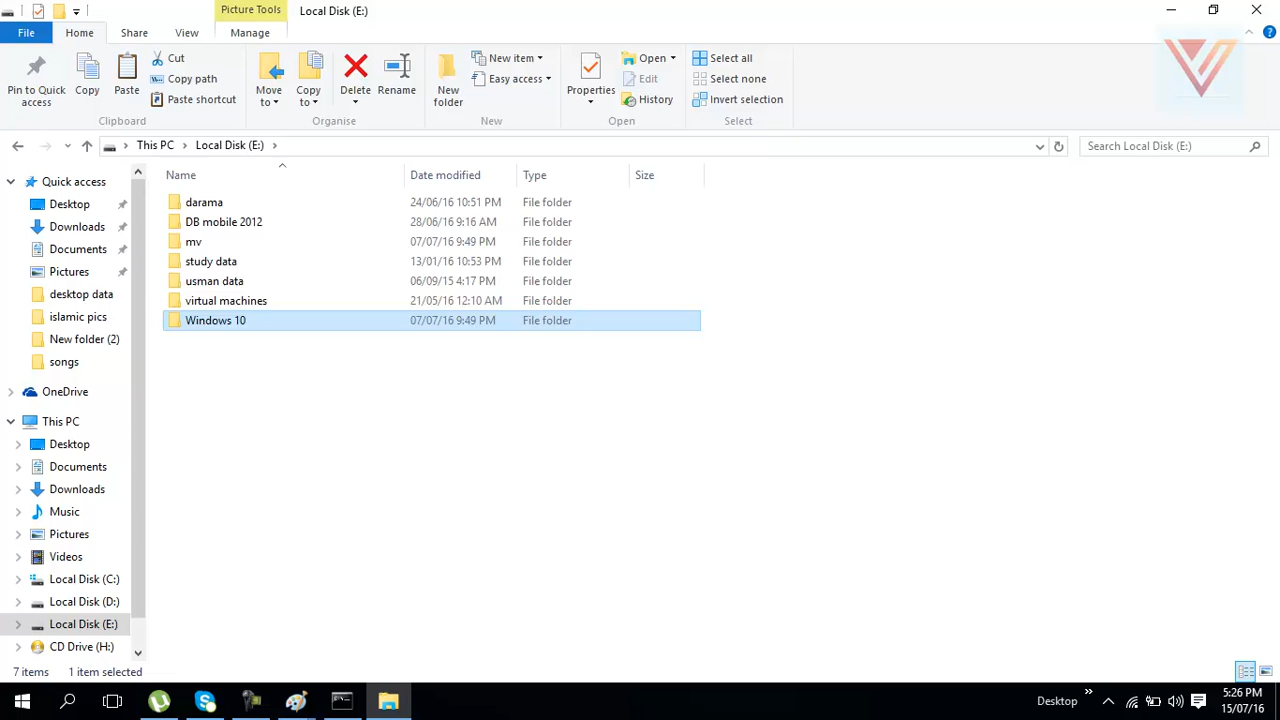 Picture Tools
Local Disk (E:)
File
Home
Share
View
Manage
Pin to Quick access
Copy
Paste
Cut
Copy path
Paste shortcut
Clipboard
Move to
Copy to
Delete
Rename
Organise
New folder
New item
Easy access
New
Properties
Open
Edit
History
Open
Select all
Select none
Invert selection
Select
This PC
Local Disk (E:)
Search Local Disk (E:)
Name
Date modified
Type
Size
darama 24/06/16 10:51 PM File folder
DB mobile 2012 28/06/16 9:16 AM File folder
mv 07/07/16 9:49 PM File folder
study data 13/01/16 10:53 PM File folder
usman data 06/09/15 4:17 PM File folder
virtual machines 21/05/16 12:10 AM File folder
Windows 10 07/07/16 9:49 PM File folder
Quick access
Desktop
Downloads
Documents
Pictures
desktop data
islamic pics
New folder (2)
songs
OneDrive
This PC
Desktop
Documents
Downloads
Music
Pictures
Videos
Local Disk (C:)
Local Disk (D:)
Local Disk (E:)
CD Drive (H:)
7 items
1 item selected
Desktop
5:26 PM
15/07/16